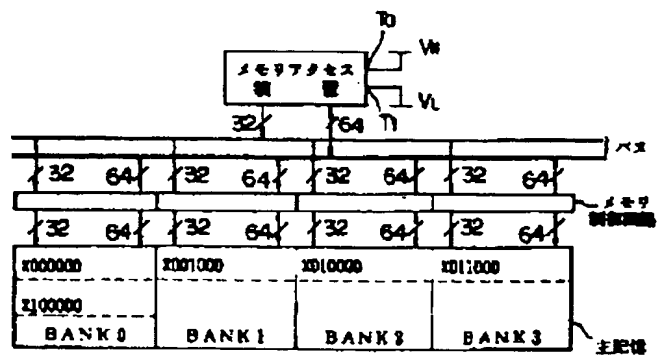 T0
VH
メモリアクセス
装 置
VL
T1
32 64
バス
32 64 32 64 32 64 32 64
メモリ
制御回路
32 64 32 64 32 64 32 64
X000000 X001000 X010000 X011000
X100000
BANK0 BANK1 BANK2 BANK3
主記憶